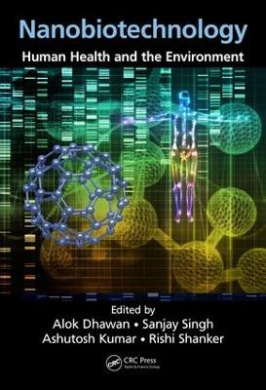 Nanobiotechnology
Human Health and the Environment
Edited by
Alok Dhawan • Sanjay Singh
Ashutosh Kumar • Rishi Shanker
CRC Press
Taylor & Francis Group